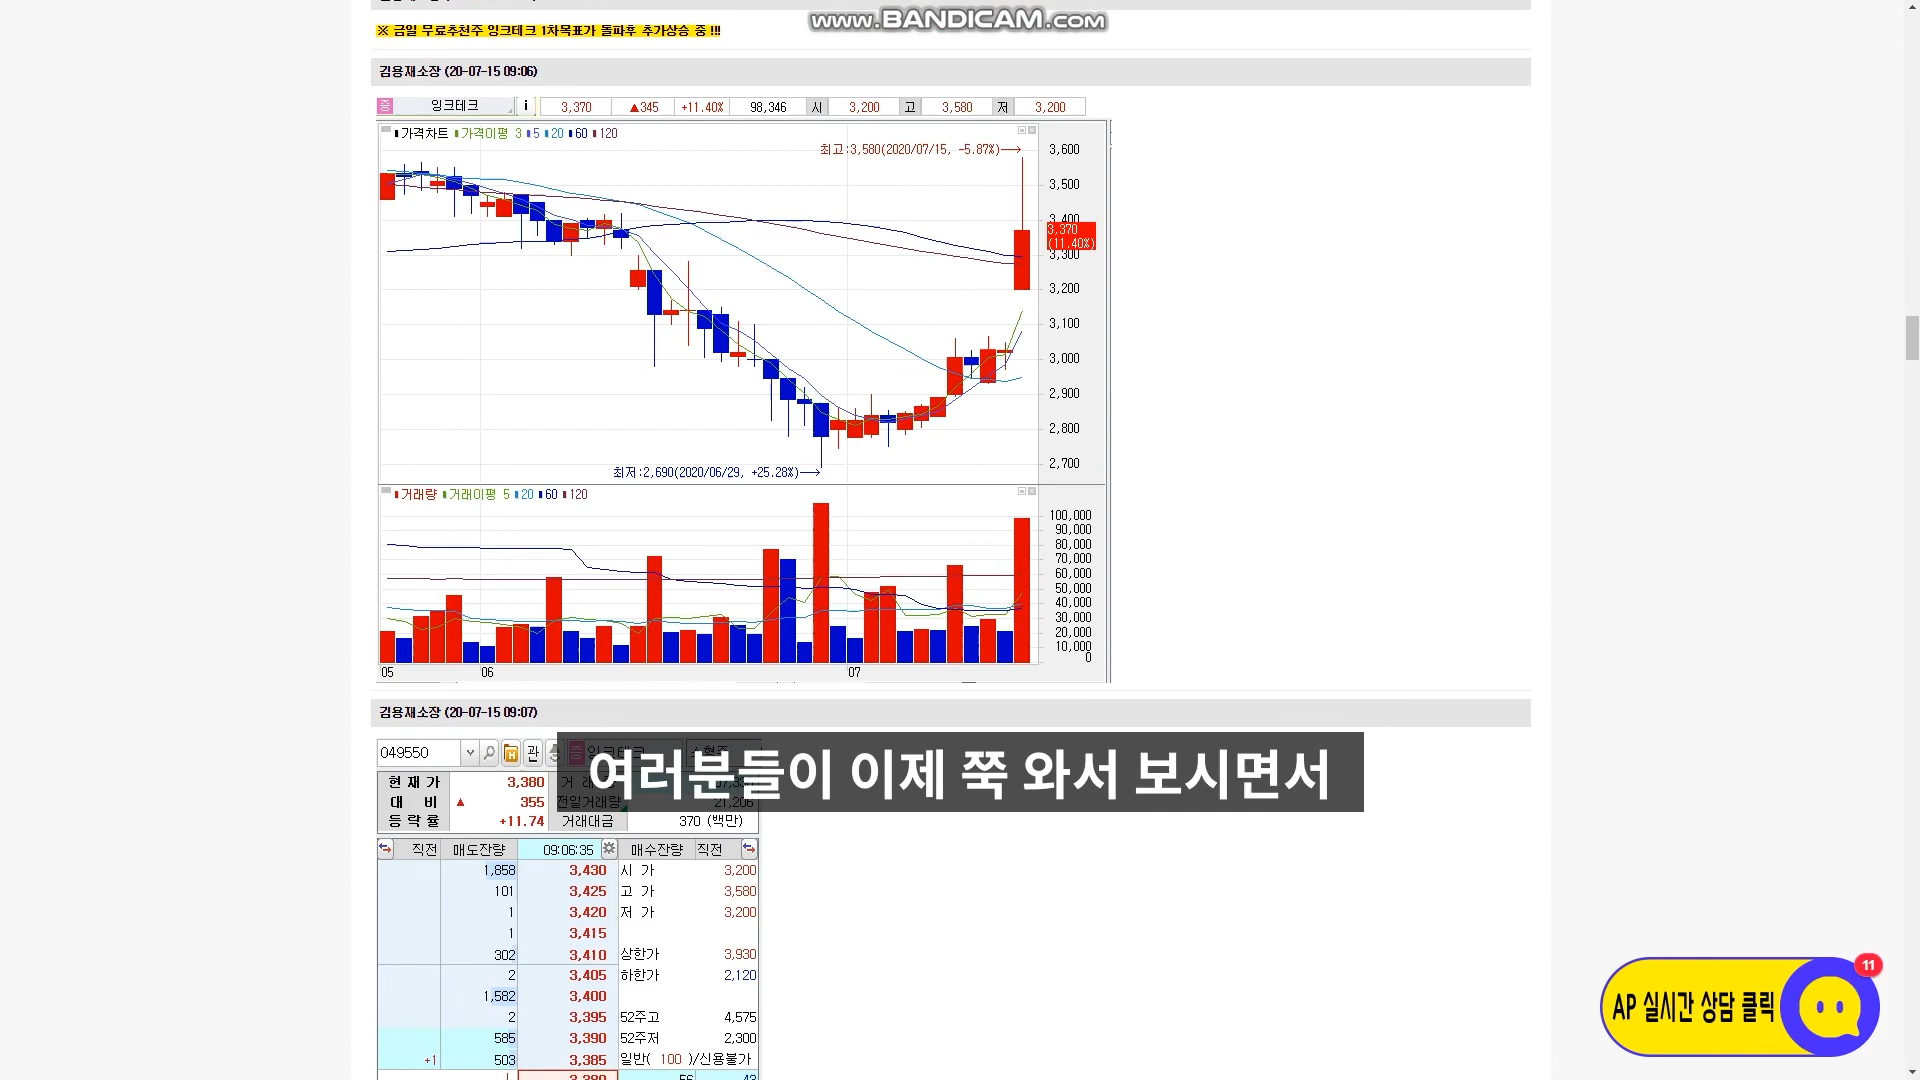 www.BANDICAM.com
※ 금일 무료추천주 잉크테크 1차목표가 돌파후 추가상승 중 !!!
김용재소장 (20-07-15 09:06)
증 잉크테크 i 3,370 ▲345 +11.40% 98,346 시 3,200 고 3,580 저 3,200
가격차트 가격이평 3 5 20 60 120
최고:3,580(2020/07/15, -5.87%)→
3,600
3,500
3,400
3,370
(11.40%)
3,300
3,200
3,100
3,000
2,900
2,800
2,700
최저:2,690(2020/06/29, +25.28%)→
거래량 거래이평 5 20 60 120
100,000
90,000
80,000
70,000
60,000
50,000
40,000
30,000
20,000
10,000
0
05 06 07
김용재소장 (20-07-15 09:07)
049550 관 증 잉크테크
여러분들이 이제 쭉 와서 보시면서
현재가 3,380
대비 ▲ 355 전일거래량 21,206
등락율 +11.74 거래대금 370 (백만)
직전 매도잔량 09:06:35 매수잔량 직전
1,858 3,430 시 가 3,200
101 3,425 고 가 3,580
1 3,420 저 가 3,200
1 3,415
302 3,410 상한가 3,930
2 3,405 하한가 2,120
1,582 3,400
2 3,395 52주고 4,575
585 3,390 52주저 2,300
+1 503 3,385 일반( 100 )/신용불가
3,380 56 43
AP 실시간 상담 클릭
11